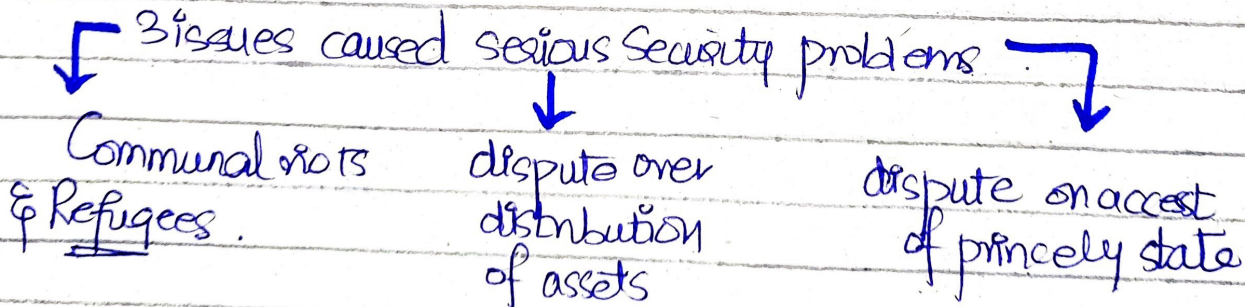 3 issues caused serious Security problems
Communal riots
& Refugees.
dispute over
distribution
of assets
dispute on accest
of princely state